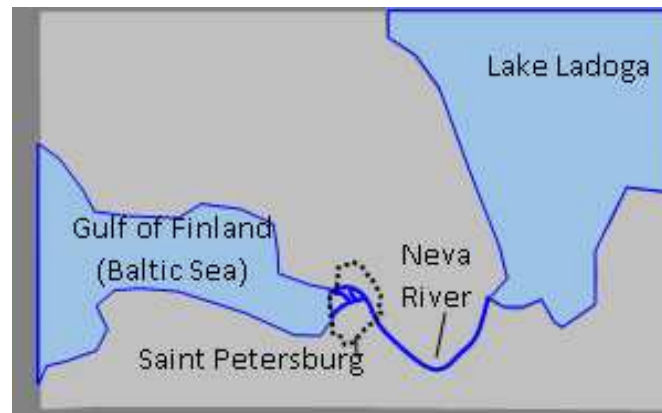 Lake Ladoga
Gulf of Finland
(Baltic Sea)
Neva
River
Saint Petersburg